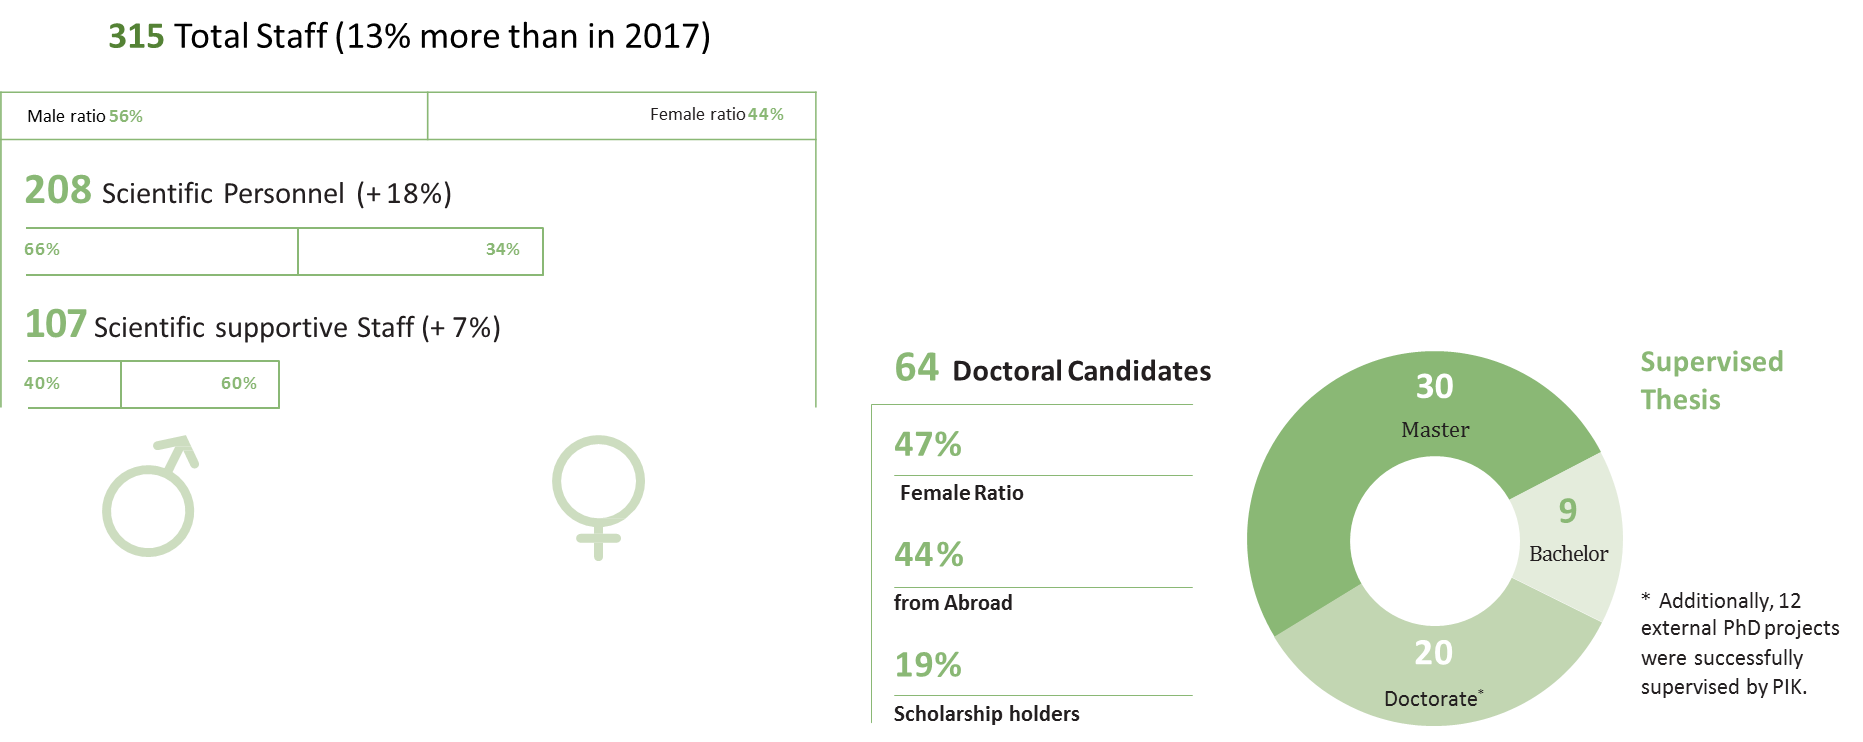 315 Total Staff (13% more than in 2017)
Male ratio 56%
Female ratio 44%
208 Scientific Personnel (+ 18%)
66%
34%
107 Scientific supportive Staff (+ 7%)
40%
60%
64 Doctoral Candidates
47%
Female Ratio
44%
from Abroad
19%
Scholarship holders
30
Master
9
Bachelor
20
Doctorate*
Supervised
Thesis
* Additionally, 12
external PhD projects
were successfully
supervised by PIK.